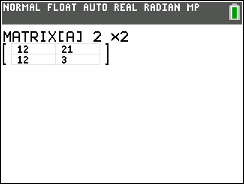 NORMAL FLOAT AUTO REAL RADIAN MP
MATRIX[A] 2 ×2
[ 12 21 ]
[ 12 3 ]